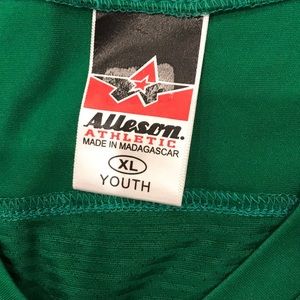 Alleson.
ATHLETIC
MADE IN MADAGASCAR
XL
YOUTH